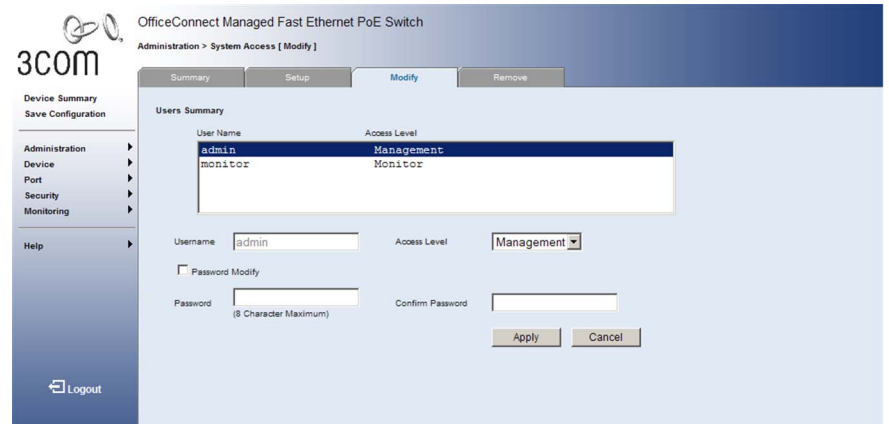 3COM
OfficeConnect Managed Fast Ethernet PoE Switch
Administration > System Access [ Modify ]
Summary Setup Modify Remove
Device Summary
Save Configuration
Administration
Device
Port
Security
Monitoring
Help
Logout
Users Summary
User Name Access Level
admin Management
monitor Monitor
Username admin Access Level Management
Password Modify
Password Confirm Password
(8 Character Maximum)
Apply Cancel